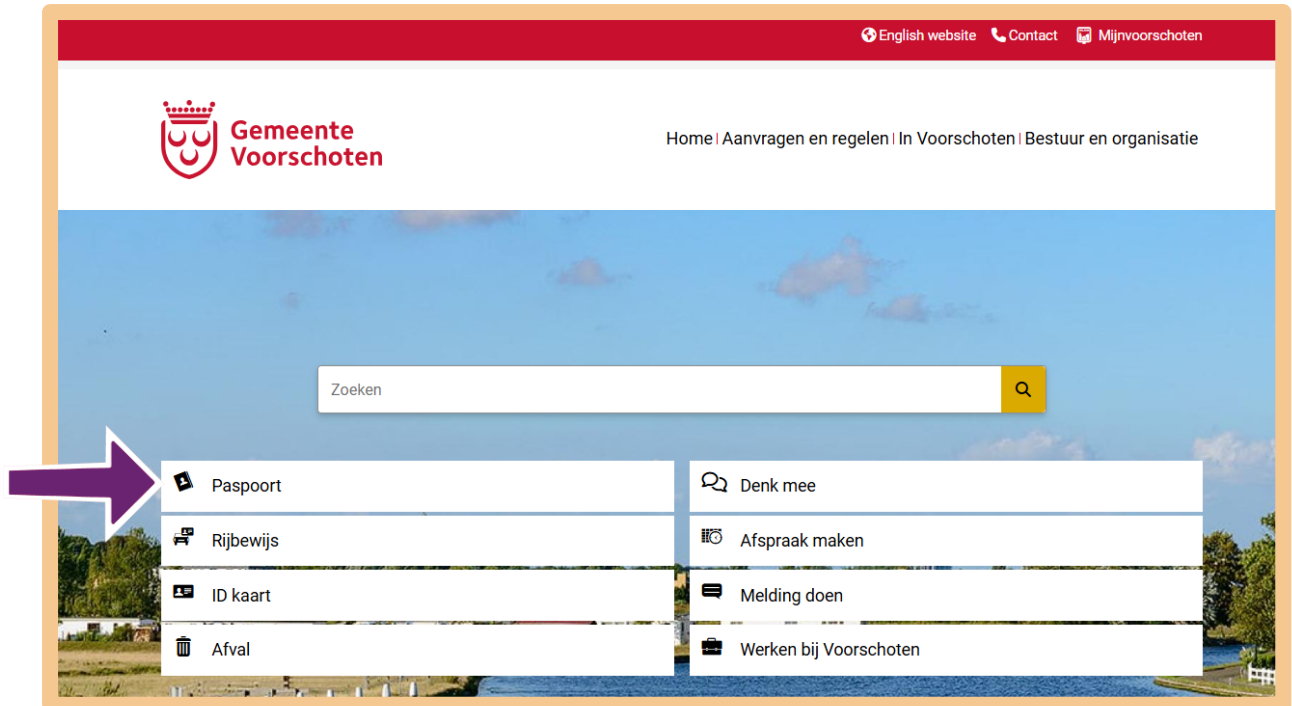 English website Contact Mijnvoorschoten
Gemeente
Voorschoten
Home | Aanvragen en regelen | In Voorschoten | Bestuur en organisatie
Zoeken
Paspoort
Denk mee
Rijbewijs
Afspraak maken
ID kaart
Melding doen
Afval
Werken bij Voorschoten